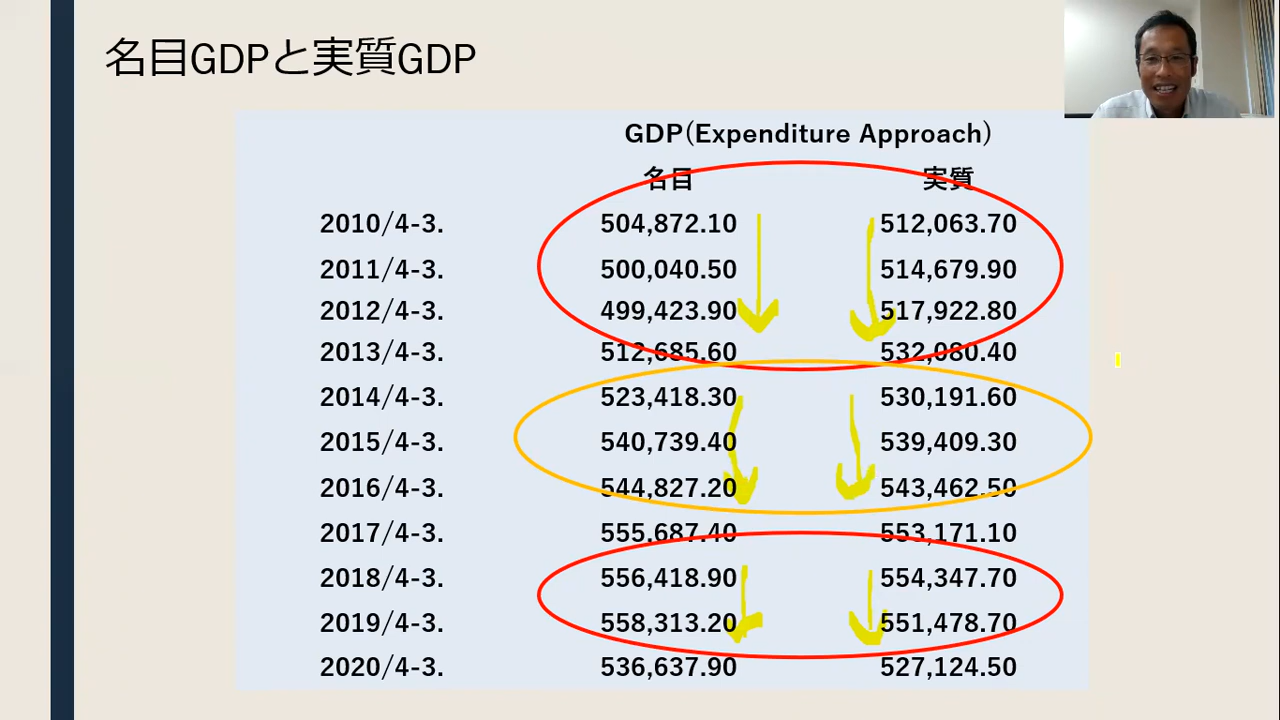 名目GDPと実質GDP
GDP(Expenditure Approach)
名目 実質
2010/4-3. 504,872.10 512,063.70
2011/4-3. 500,040.50 514,679.90
2012/4-3. 499,423.90 517,922.80
2013/4-3. 512,685.60 532,080.40
2014/4-3. 523,418.30 530,191.60
2015/4-3. 540,739.40 539,409.30
2016/4-3. 544,827.20 543,462.50
2017/4-3. 555,687.40 553,171.10
2018/4-3. 556,418.90 554,347.70
2019/4-3. 558,313.20 551,478.70
2020/4-3. 536,637.90 527,124.50